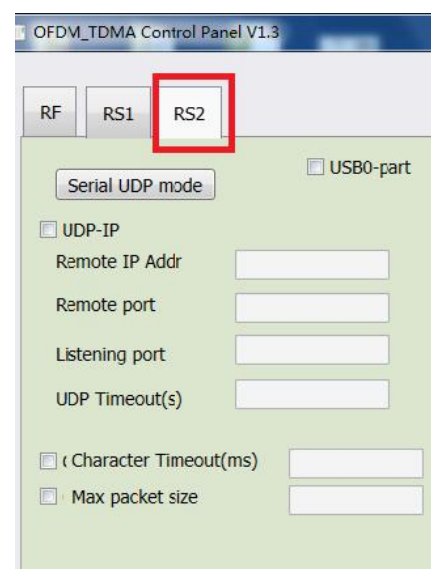 OFDM_TDMA Control Panel V1.3
RF RS1 RS2
Serial UDP mode USB0-part
UDP-IP
Remote IP Addr
Remote port
Listening port
UDP Timeout(s)
Character Timeout(ms)
Max packet size